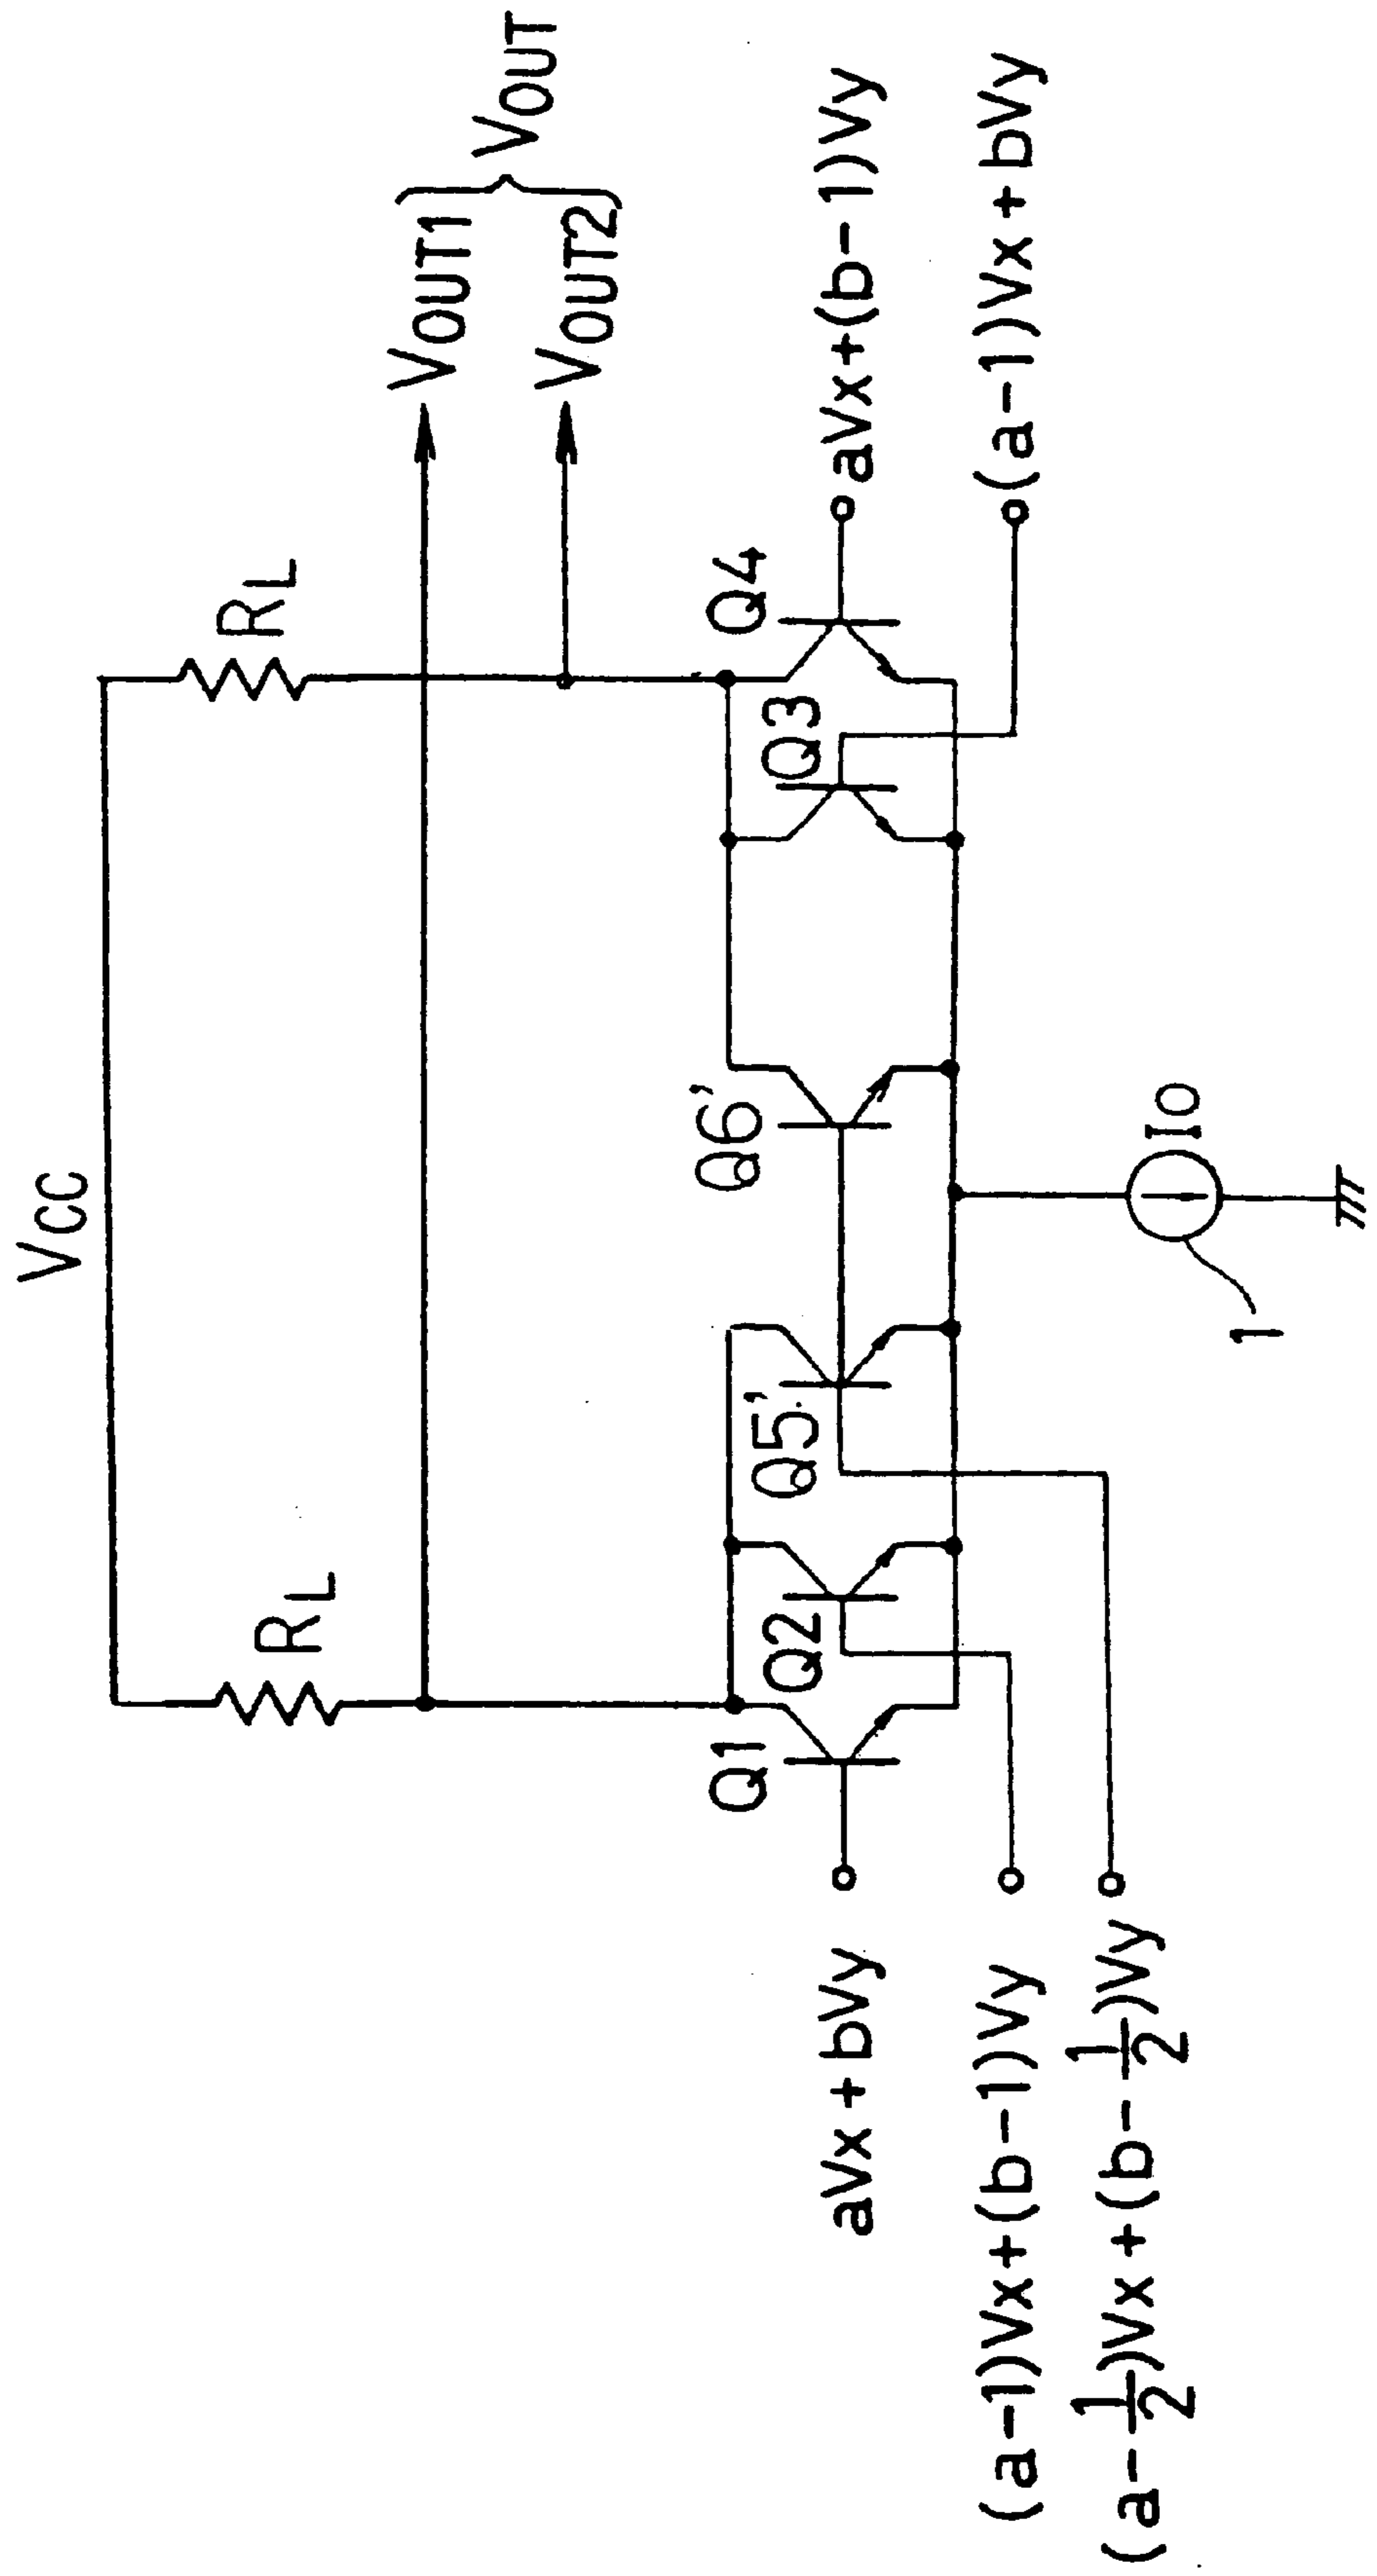 VCC
RL
RL
VOUT1
VOUT2
VOUT
Q1
Q2
Q5'
Q6'
Q3
Q4
aVx+bVy
(a-1)Vx+(b-1)Vy
(a-1/2)Vx+(b-1/2)Vy
aVx+(b-1)Vy
(a-1)Vx+bVy
I0
1